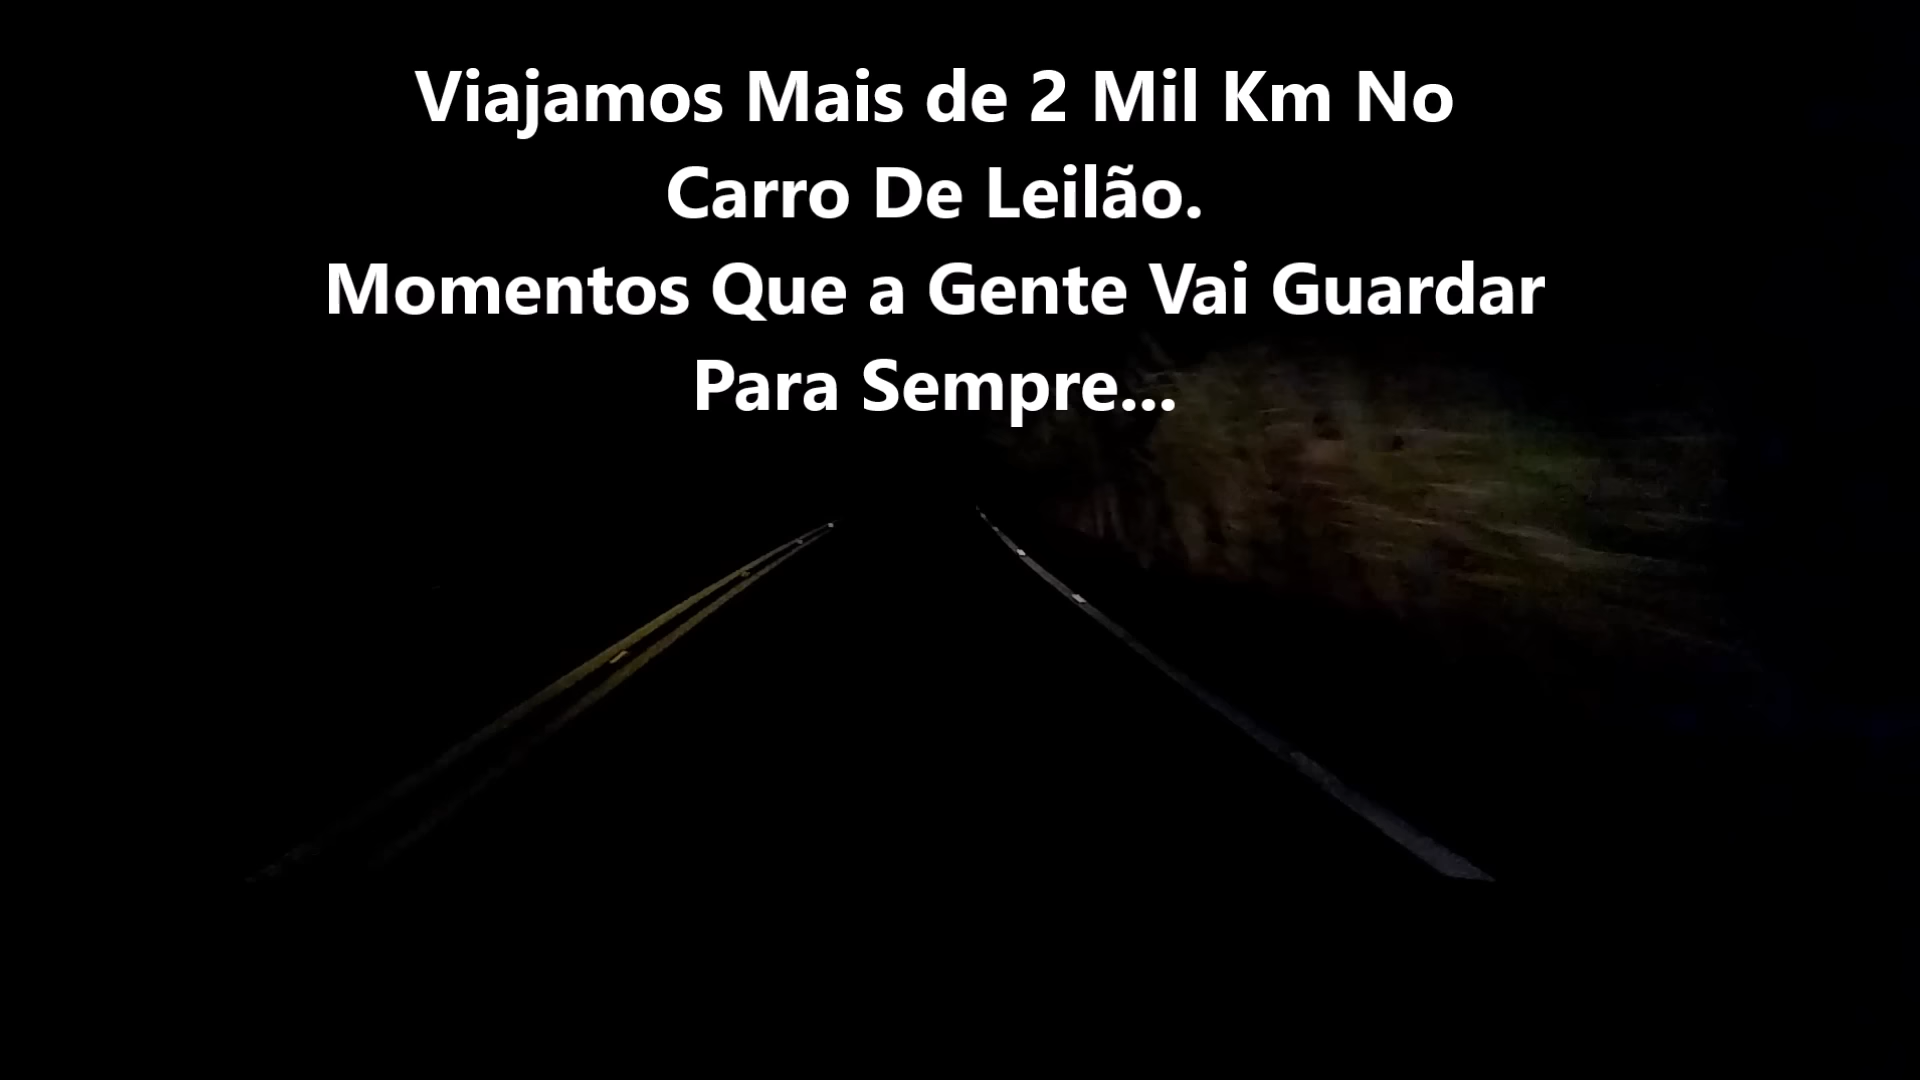 Viajamos Mais de 2 Mil Km No
Carro De Leilão.
Momentos Que a Gente Vai Guardar
Para Sempre...